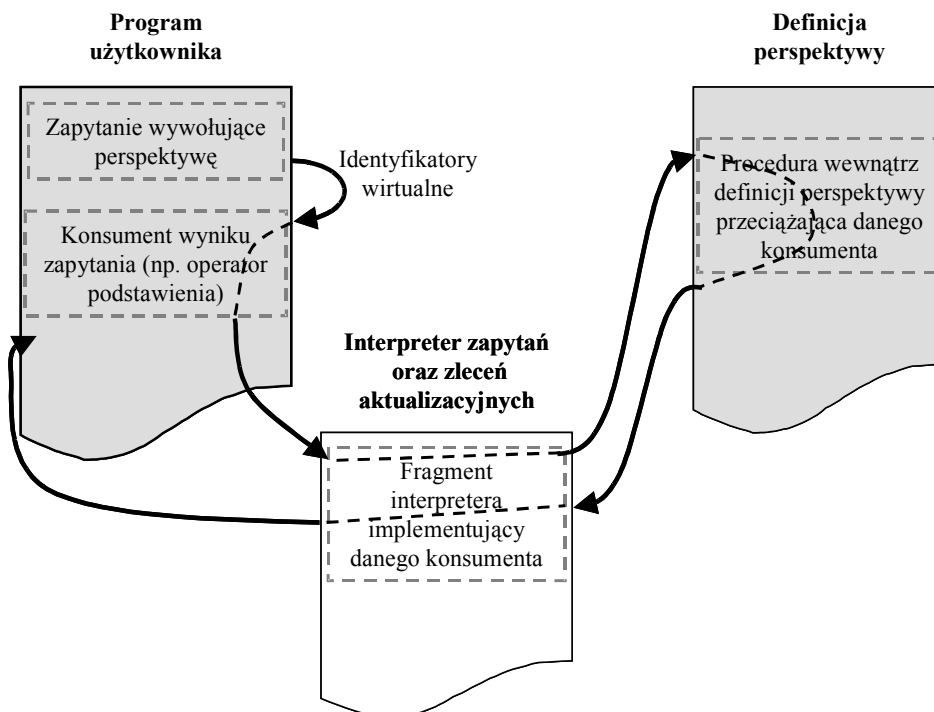 Program
użytkownika
Definicja
perspektywy
Zapytanie wywołujące
perspektywę
Identyfikatory
wirtualne
Konsument wyniku
zapytania (np. operator
podstawienia)
Procedura wewnątrz
definicji perspektywy
przeciążająca danego
konsumenta
Interpreter zapytań
oraz zleceń
aktualizacyjnych
Fragment
interpretera
implementujący
danego konsumenta